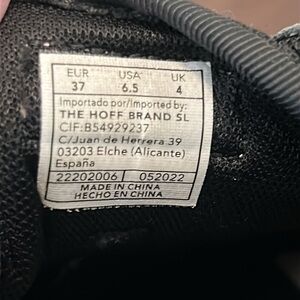 EUR USA UK
37 6.5 4
Importado por/Imported by:
THE HOFF BRAND SL
CIF:B54929237
C/Juan de Herrera 39
03203 Elche (Alicante)
España
22202006 052022
MADE IN CHINA
HECHO EN CHINA